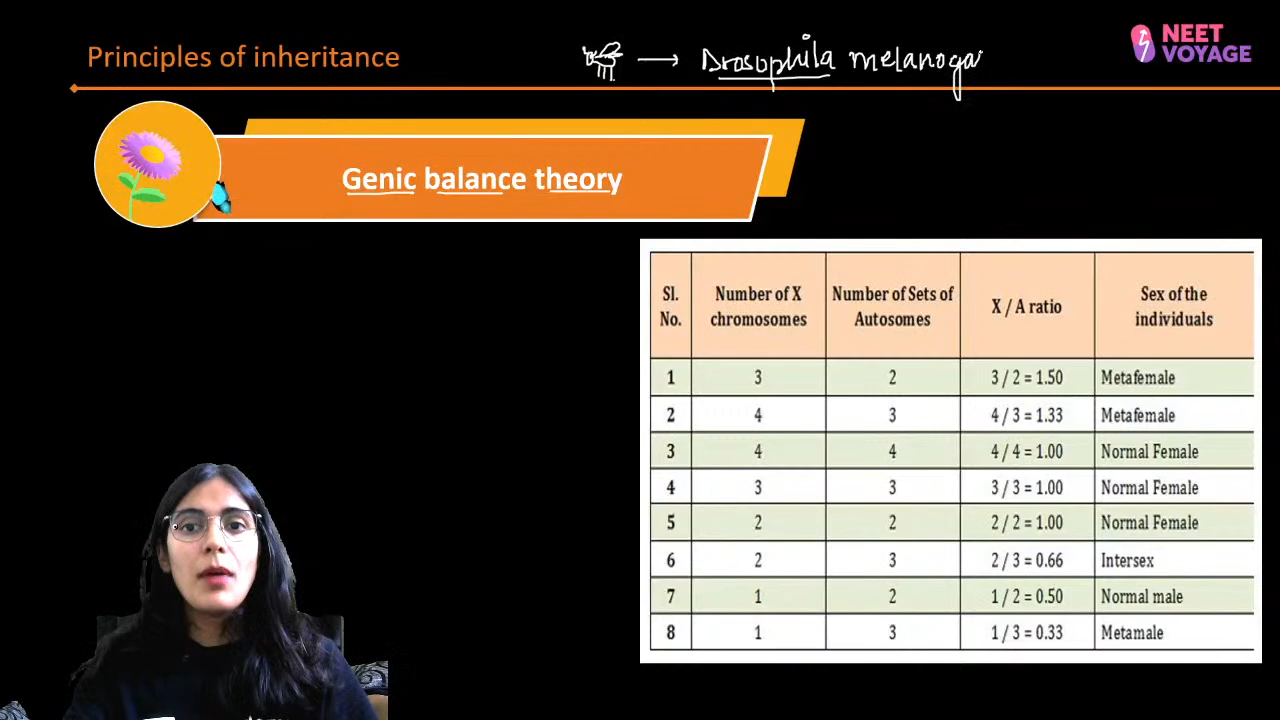 Principles of inheritance
Drosophila melanoga
NEET
VOYAGE
Genic balance theory
Sl. No. Number of X chromosomes Number of Sets of Autosomes X / A ratio Sex of the individuals
1 3 2 3 / 2 = 1.50 Metafemale
2 4 3 4 / 3 = 1.33 Metafemale
3 4 4 4 / 4 = 1.00 Normal Female
4 3 3 3 / 3 = 1.00 Normal Female
5 2 2 2 / 2 = 1.00 Normal Female
6 2 3 2 / 3 = 0.66 Intersex
7 1 2 1 / 2 = 0.50 Normal male
8 1 3 1 / 3 = 0.33 Metamale